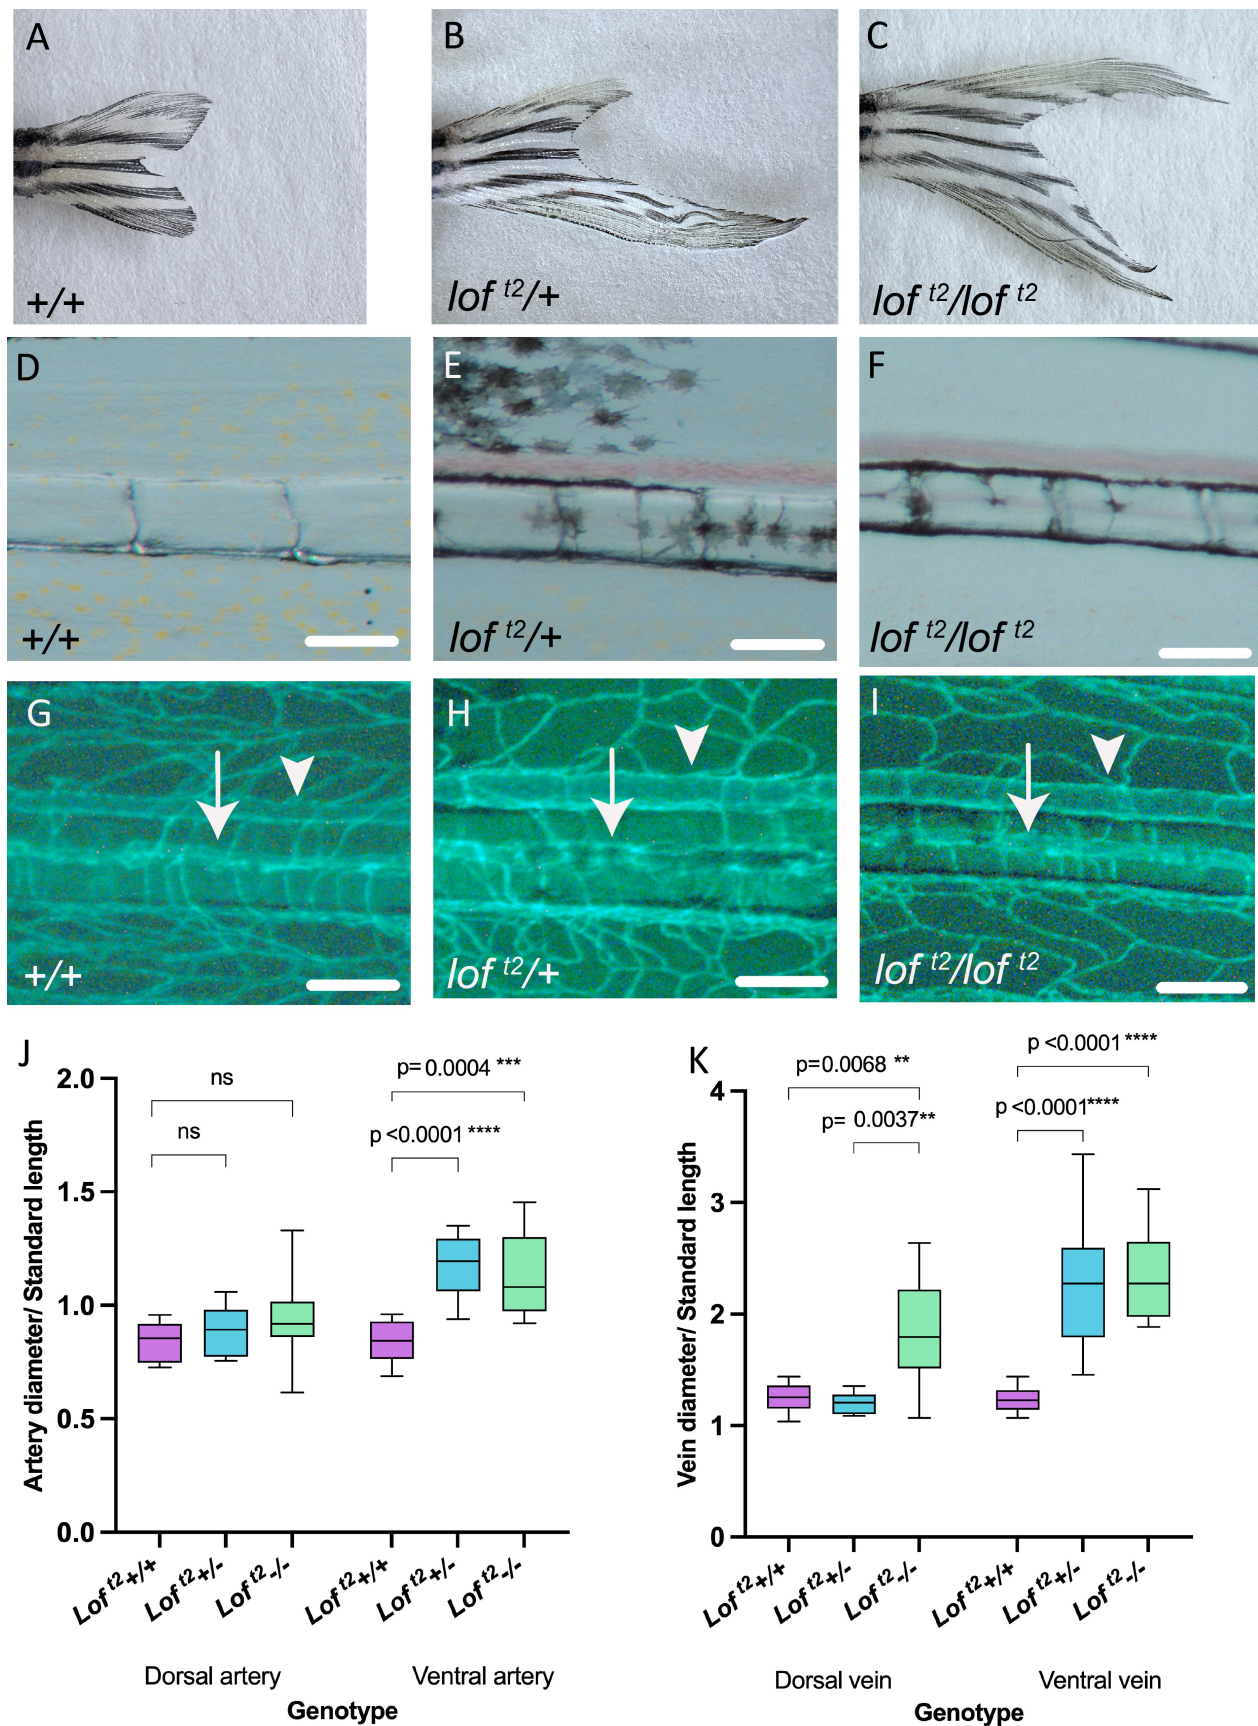 A
B
C
+/+
lof t2/+
lof t2/lof t2
D
E
F
+/+
lof t2/+
lof t2/lof t2
G
H
I
+/+
lof t2/+
lof t2/lof t2
J
2.0
1.5
1.0
0.5
0.0
Artery diameter/ Standard length
ns
ns
p= 0.0004 ***
p <0.0001 ****
Lof t2 +/+
Lof t2 +/-
Lof t2 -/-
Lof t2 +/+
Lof t2 +/-
Lof t2 -/-
Dorsal artery
Ventral artery
Genotype
K
4
3
2
1
0
Vein diameter/ Standard length
p=0.0068 **
p= 0.0037**
p <0.0001 ****
p <0.0001****
Lof t2 +/+
Lof t2 +/-
Lof t2 -/-
Lof t2 +/+
Lof t2 +/-
Lof t2 -/-
Dorsal vein
Ventral vein
Genotype